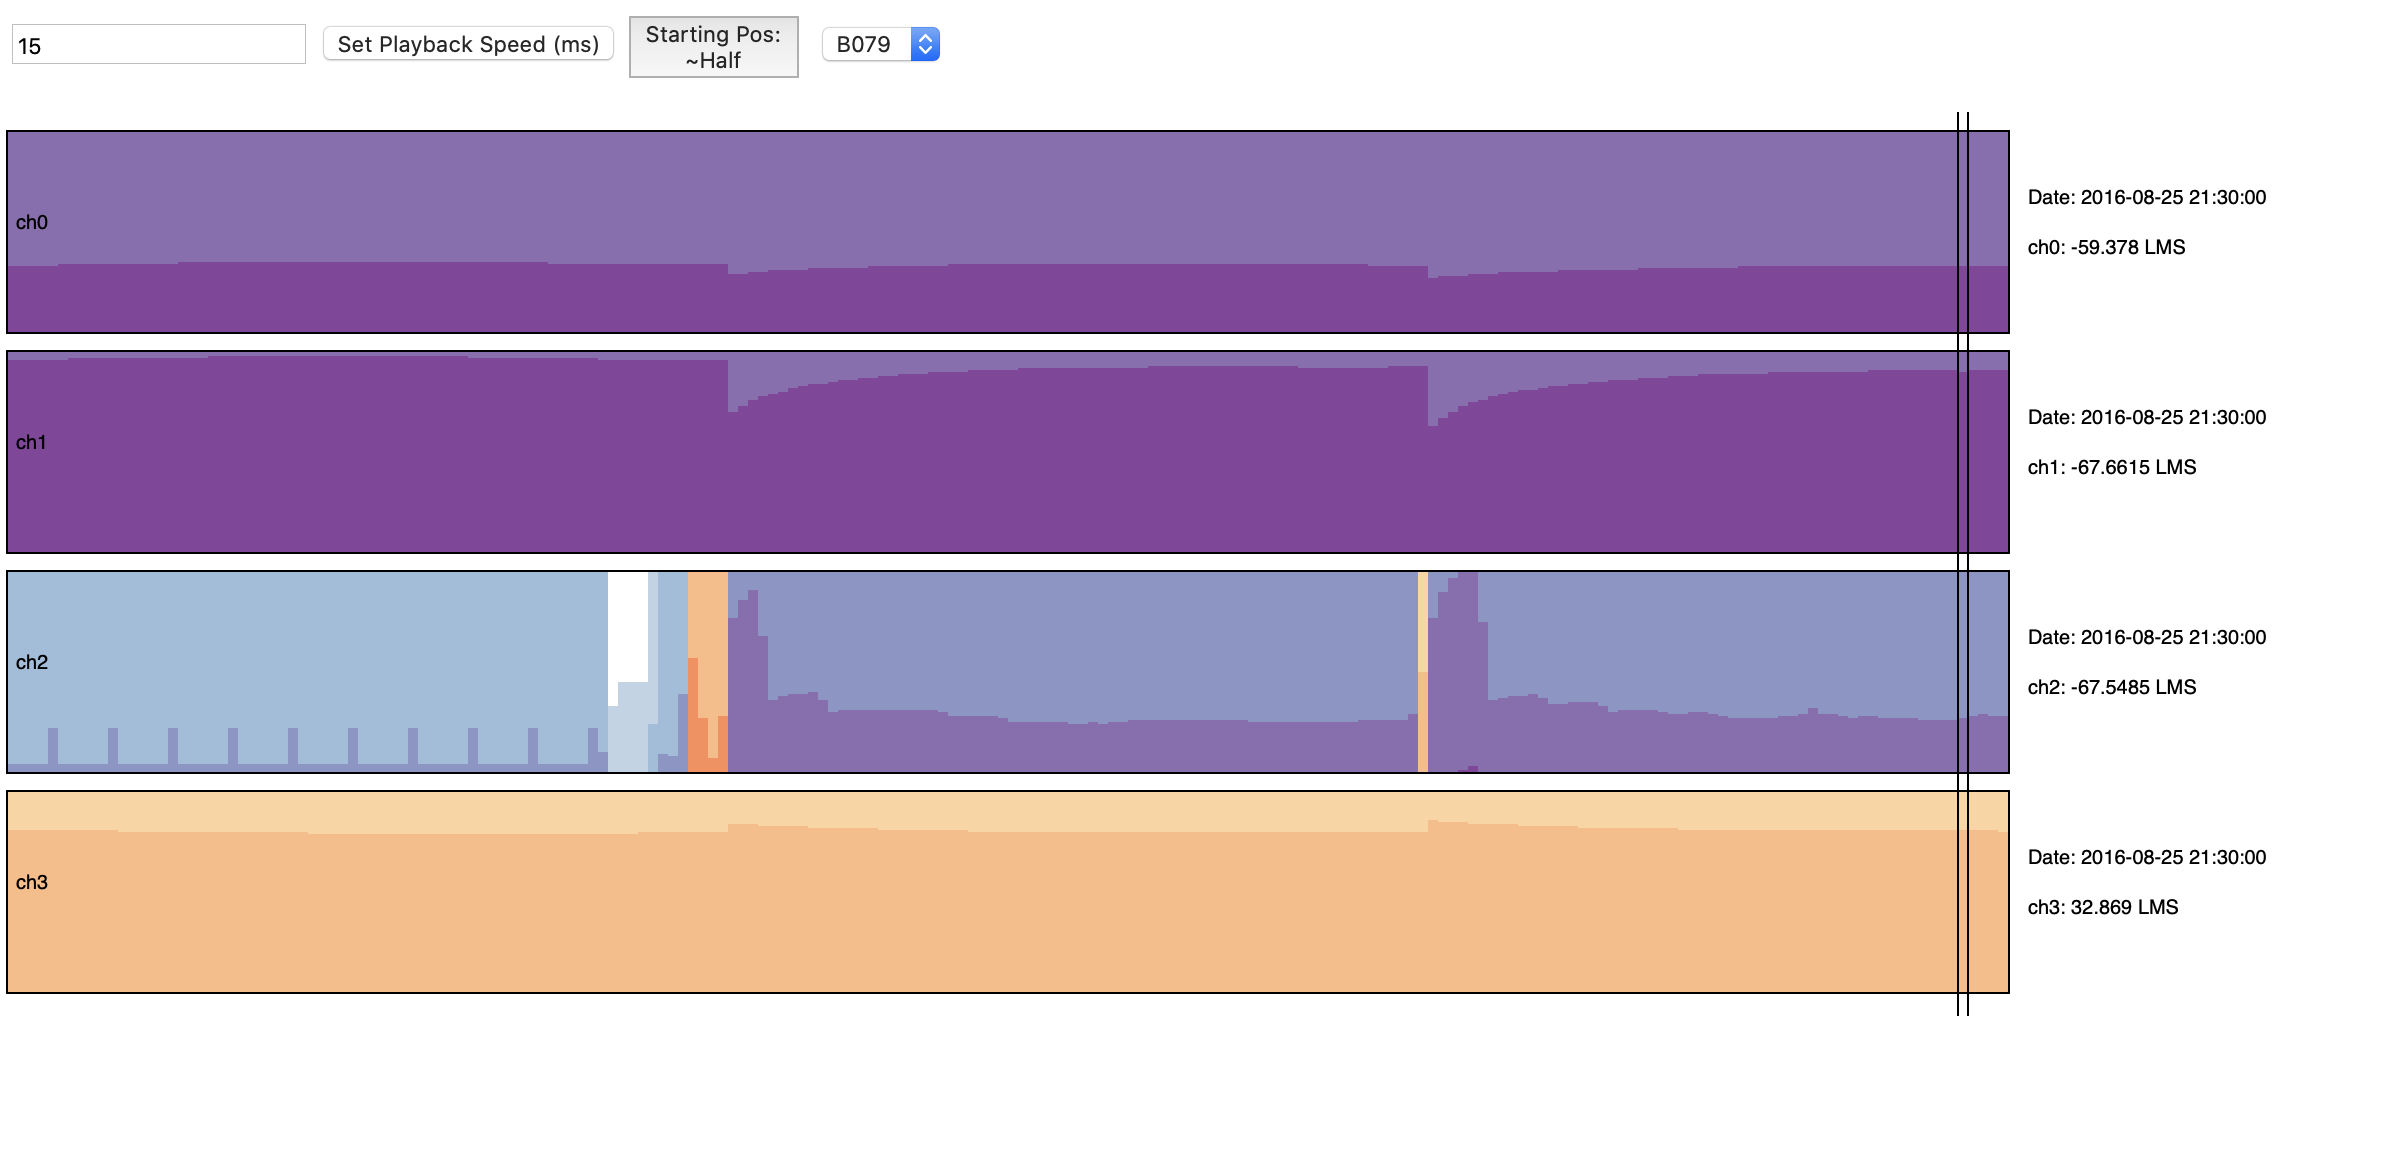 15
Set Playback Speed (ms)
Starting Pos:
~Half
B079
ch0
Date: 2016-08-25 21:30:00
ch0: -59.378 LMS
ch1
Date: 2016-08-25 21:30:00
ch1: -67.6615 LMS
ch2
Date: 2016-08-25 21:30:00
ch2: -67.5485 LMS
ch3
Date: 2016-08-25 21:30:00
ch3: 32.869 LMS